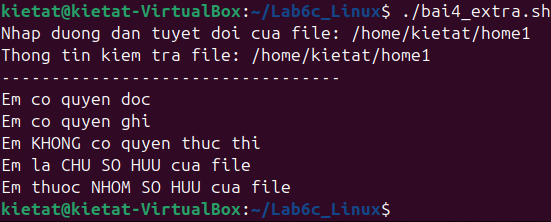 kietat@kietat-VirtualBox:~/Lab6c_Linux$ ./bai4_extra.sh
Nhap duong dan tuyet doi cua file: /home/kietat/home1
Thong tin kiem tra file: /home/kietat/home1
----------------------------------
Em co quyen doc
Em co quyen ghi
Em KHONG co quyen thuc thi
Em la CHU SO HUU cua file
Em thuoc NHOM SO HUU cua file
kietat@kietat-VirtualBox:~/Lab6c_Linux$